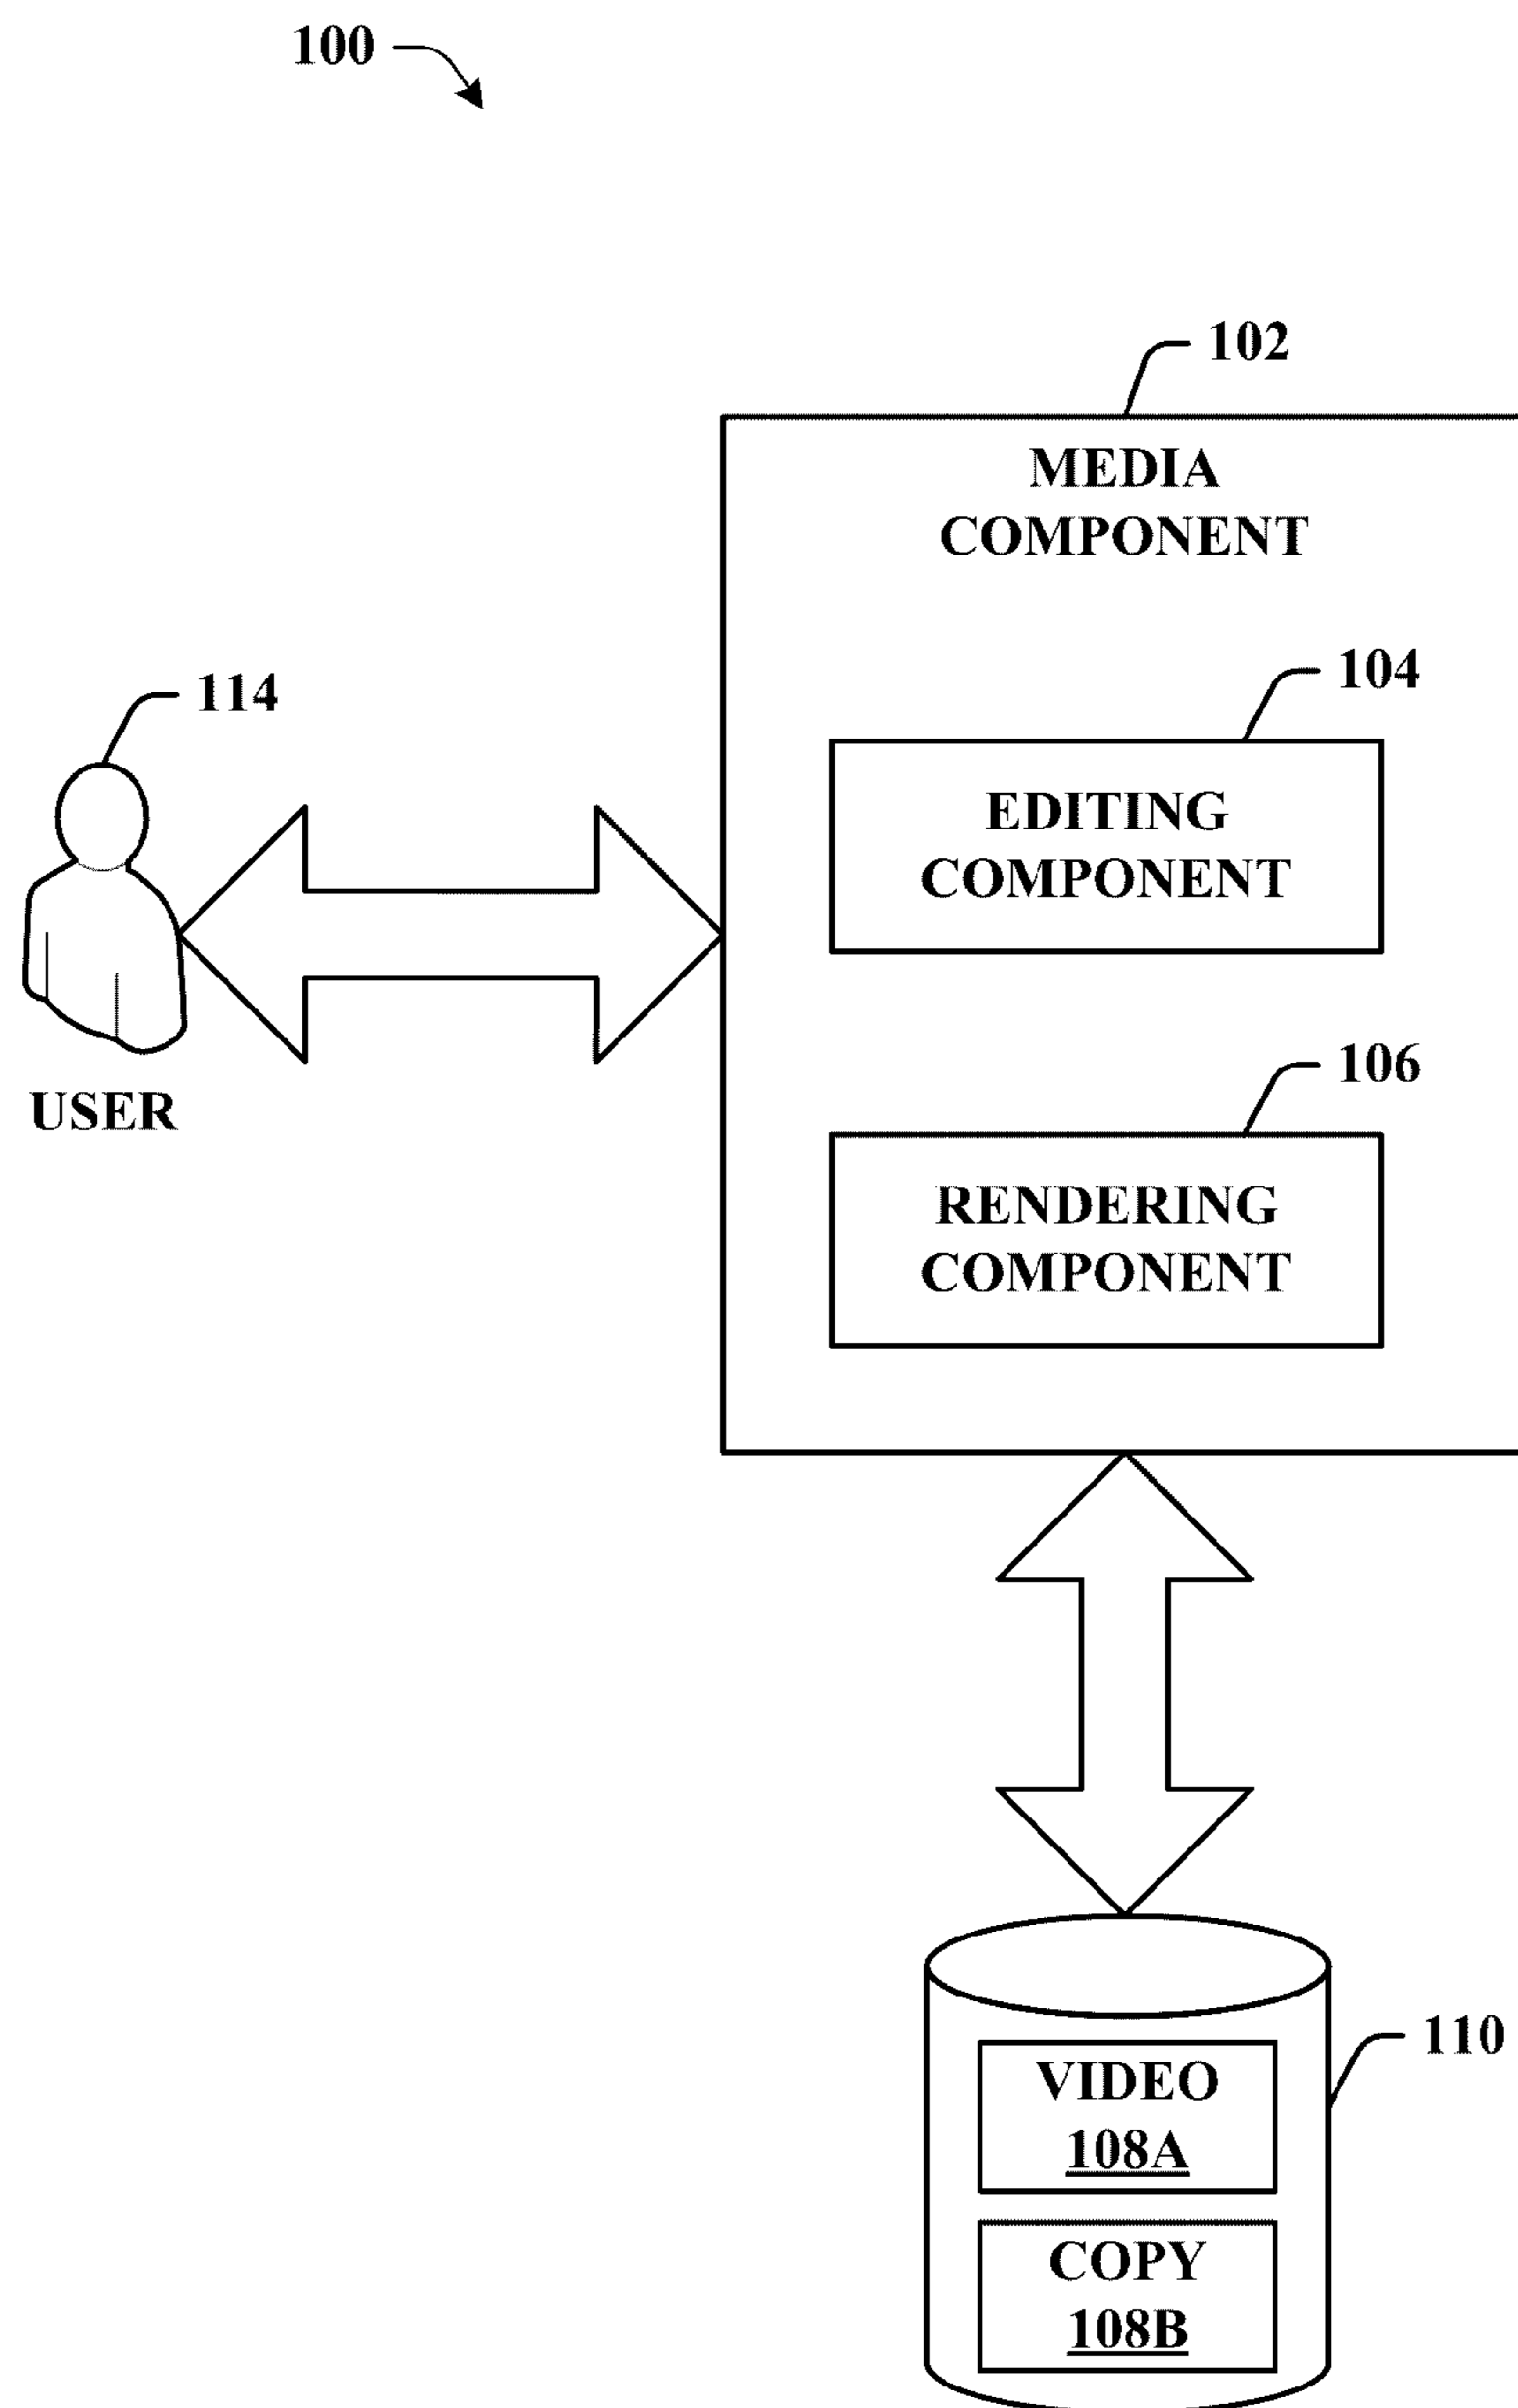 100
102
MEDIA
COMPONENT
104
114
EDITING
COMPONENT
106
USER
RENDERING
COMPONENT
110
VIDEO
108A
COPY
108B